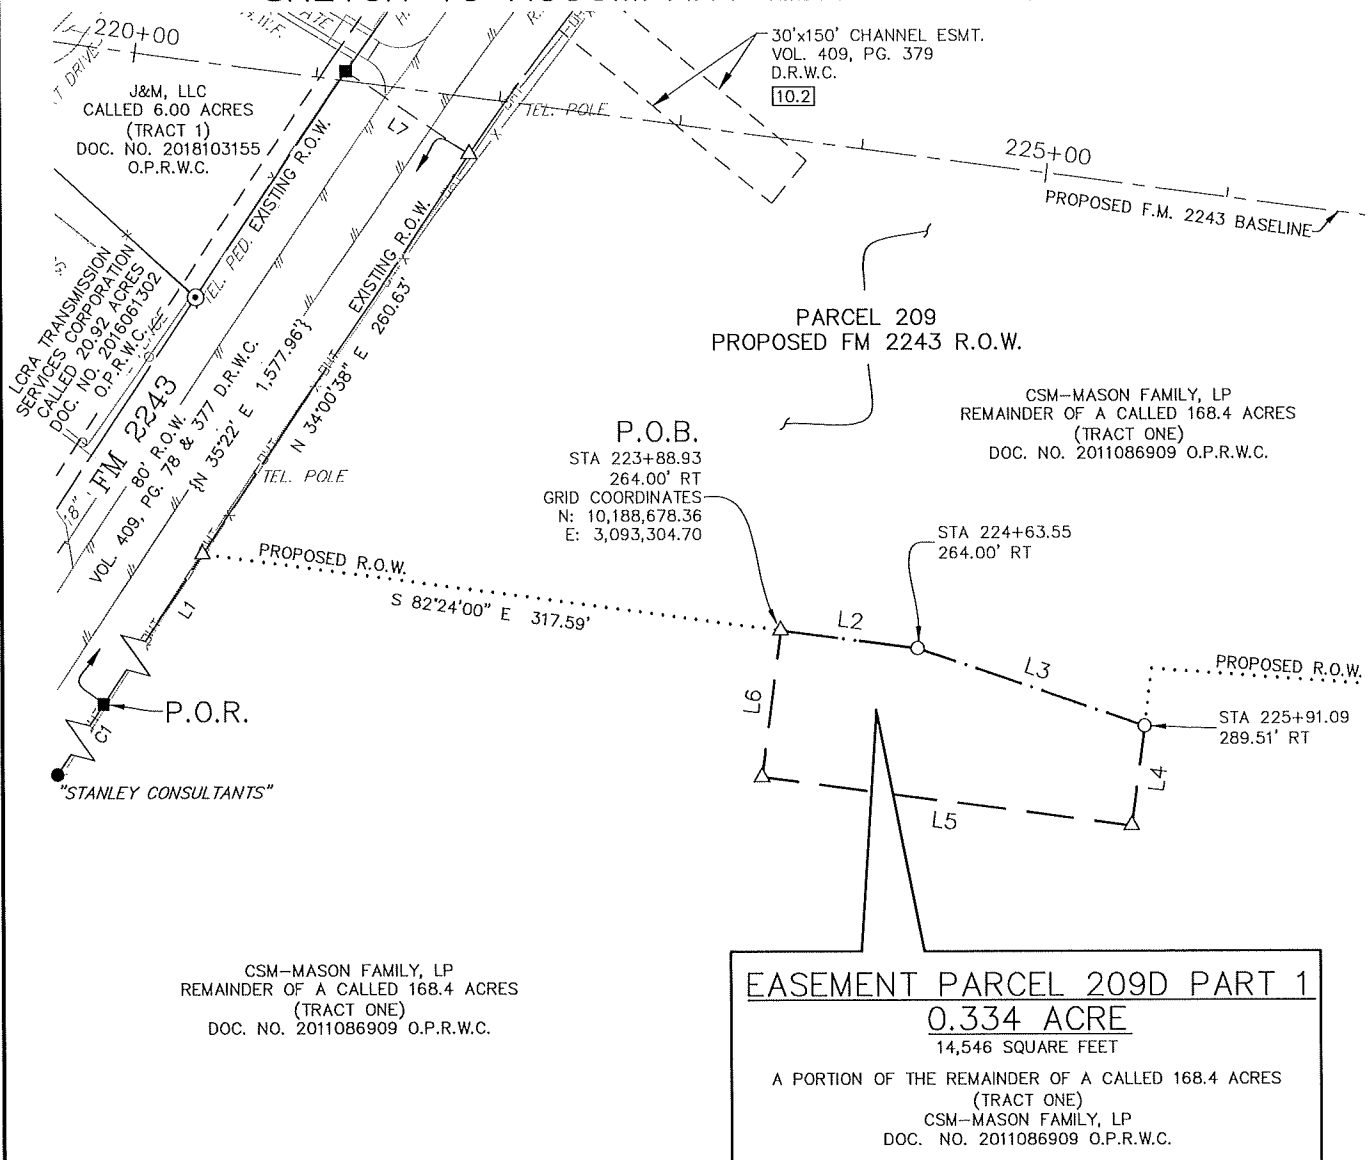 220+00
J&M, LLC
CALLED 6.00 ACRES
(TRACT 1)
DOC. NO. 2018103155
O.P.R.W.C.
30'x150' CHANNEL ESMT.
VOL. 409, PG. 379
D.R.W.C.
10.2
TEL. POLE
L7
225+00
PROPOSED F.M. 2243 BASELINE
TEL. PED.
EXISTING R.O.W.
EXISTING R.O.W.
LCRA TRANSMISSION
SERVICES CORPORATION
CALLED 20.92 ACRES
DOC. NO. 2016061302
O.P.R.W.C.
18"
FM 2243
80' R.O.W.
VOL. 409, PG. 78 & 377 D.R.W.C.
{N 35°22' E 1,577.96'}
N 34°00'38" E 260.63'
TEL. POLE
PARCEL 209
PROPOSED FM 2243 R.O.W.
CSM-MASON FAMILY, LP
REMAINDER OF A CALLED 168.4 ACRES
(TRACT ONE)
DOC. NO. 2011086909 O.P.R.W.C.
P.O.B.
STA 223+88.93
264.00' RT
GRID COORDINATES
N: 10,188,678.36
E: 3,093,304.70
STA 224+63.55
264.00' RT
PROPOSED R.O.W.
S 82°24'00" E 317.59'
L1
L2
L3
PROPOSED R.O.W.
STA 225+91.09
289.51' RT
L6
L4
L5
P.O.R.
C1
"STANLEY CONSULTANTS"
CSM-MASON FAMILY, LP
REMAINDER OF A CALLED 168.4 ACRES
(TRACT ONE)
DOC. NO. 2011086909 O.P.R.W.C.
EASEMENT PARCEL 209D PART 1
0.334 ACRE
14,546 SQUARE FEET
A PORTION OF THE REMAINDER OF A CALLED 168.4 ACRES
(TRACT ONE)
CSM-MASON FAMILY, LP
DOC. NO. 2011086909 O.P.R.W.C.